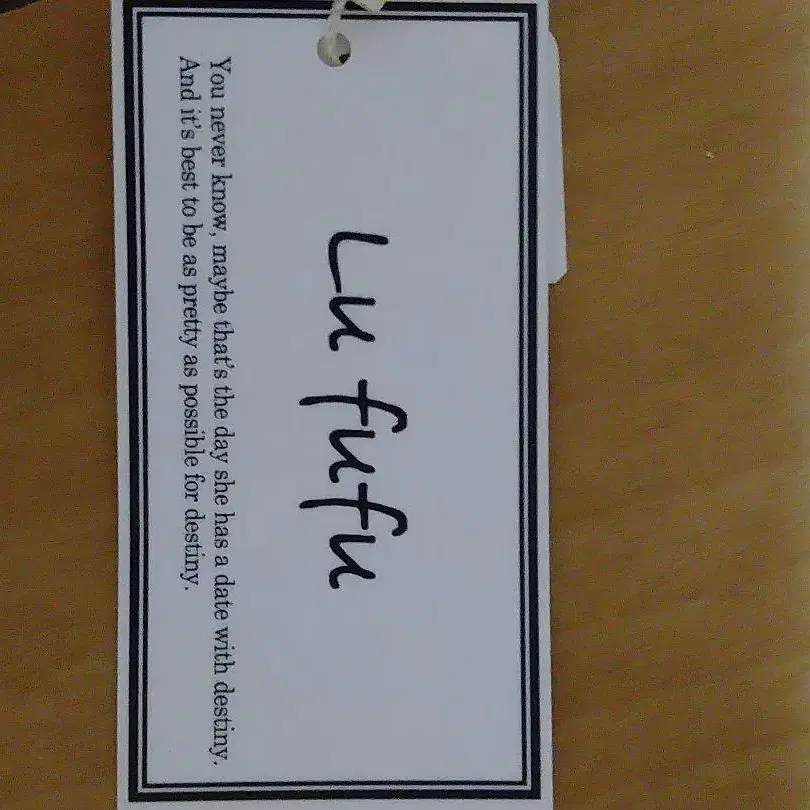 Lu fufu
You never know, maybe that's the day she has a date with destiny.
And it's best to be as pretty as possible for destiny.